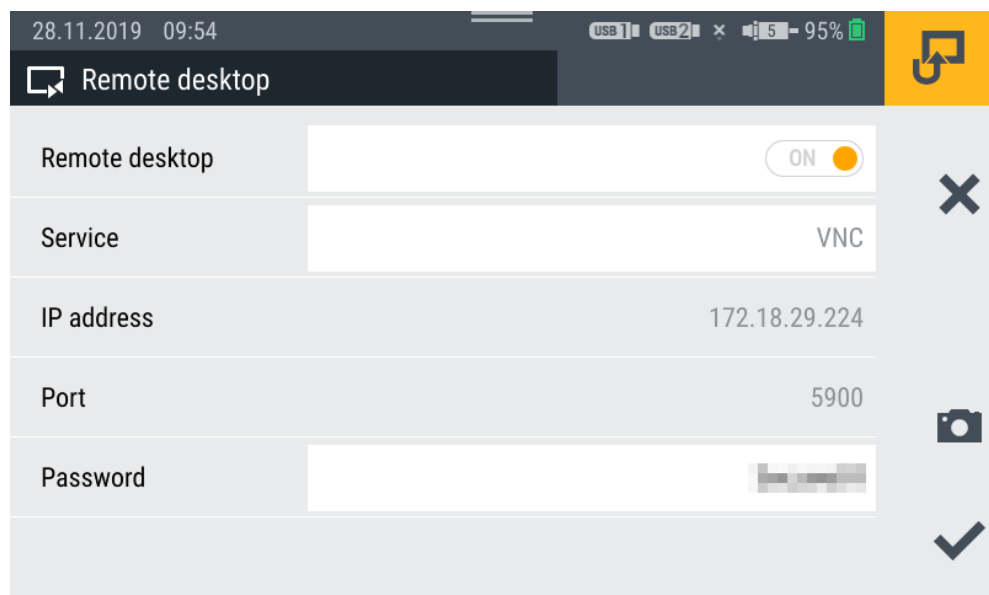 28.11.2019 09:54 USB 1 USB 2 5 95%
Remote desktop
Remote desktop ON
Service VNC
IP address 172.18.29.224
Port 5900
Password